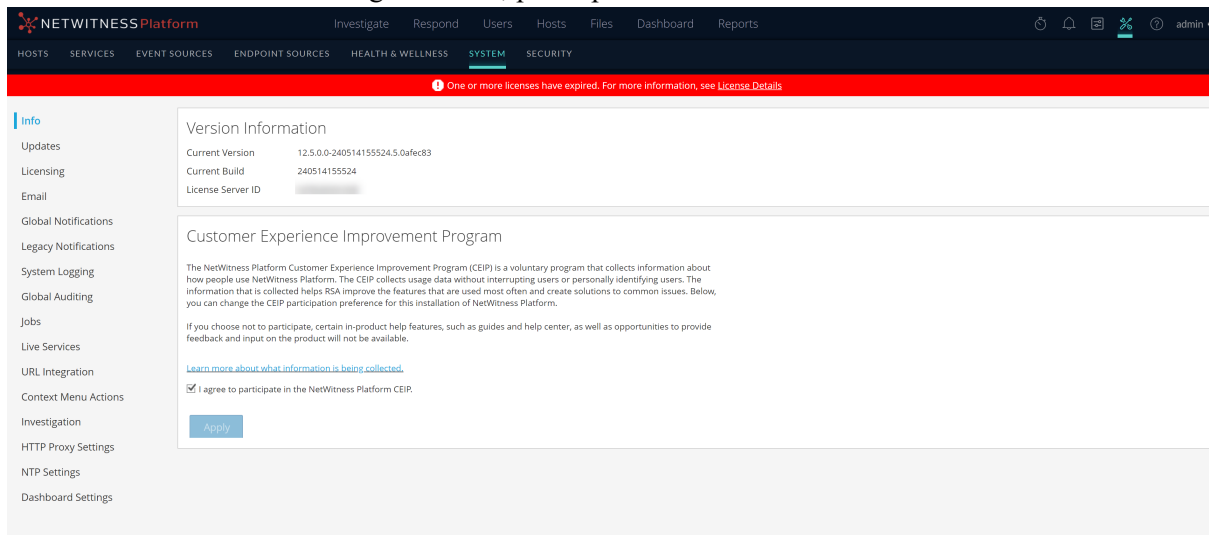 NETWITNESS Platform Investigate Respond Users Hosts Files Dashboard Reports admin
HOSTS SERVICES EVENT SOURCES ENDPOINT SOURCES HEALTH & WELLNESS SYSTEM SECURITY
One or more licenses have expired. For more information, see License Details
Info
Updates
Licensing
Email
Global Notifications
Legacy Notifications
System Logging
Global Auditing
Jobs
Live Services
URL Integration
Context Menu Actions
Investigation
HTTP Proxy Settings
NTP Settings
Dashboard Settings
Version Information
Current Version 12.5.0.0-240514155524.5.0afec83
Current Build 240514155524
License Server ID
Customer Experience Improvement Program
The NetWitness Platform Customer Experience Improvement Program (CEIP) is a voluntary program that collects information about
how people use NetWitness Platform. The CEIP collects usage data without interrupting users or personally identifying users. The
information that is collected helps RSA improve the features that are used most often and create solutions to common issues. Below,
you can change the CEIP participation preference for this installation of NetWitness Platform.
If you choose not to participate, certain in-product help features, such as guides and help center, as well as opportunities to provide
feedback and input on the product will not be available.
Learn more about what information is being collected.
I agree to participate in the NetWitness Platform CEIP.
Apply